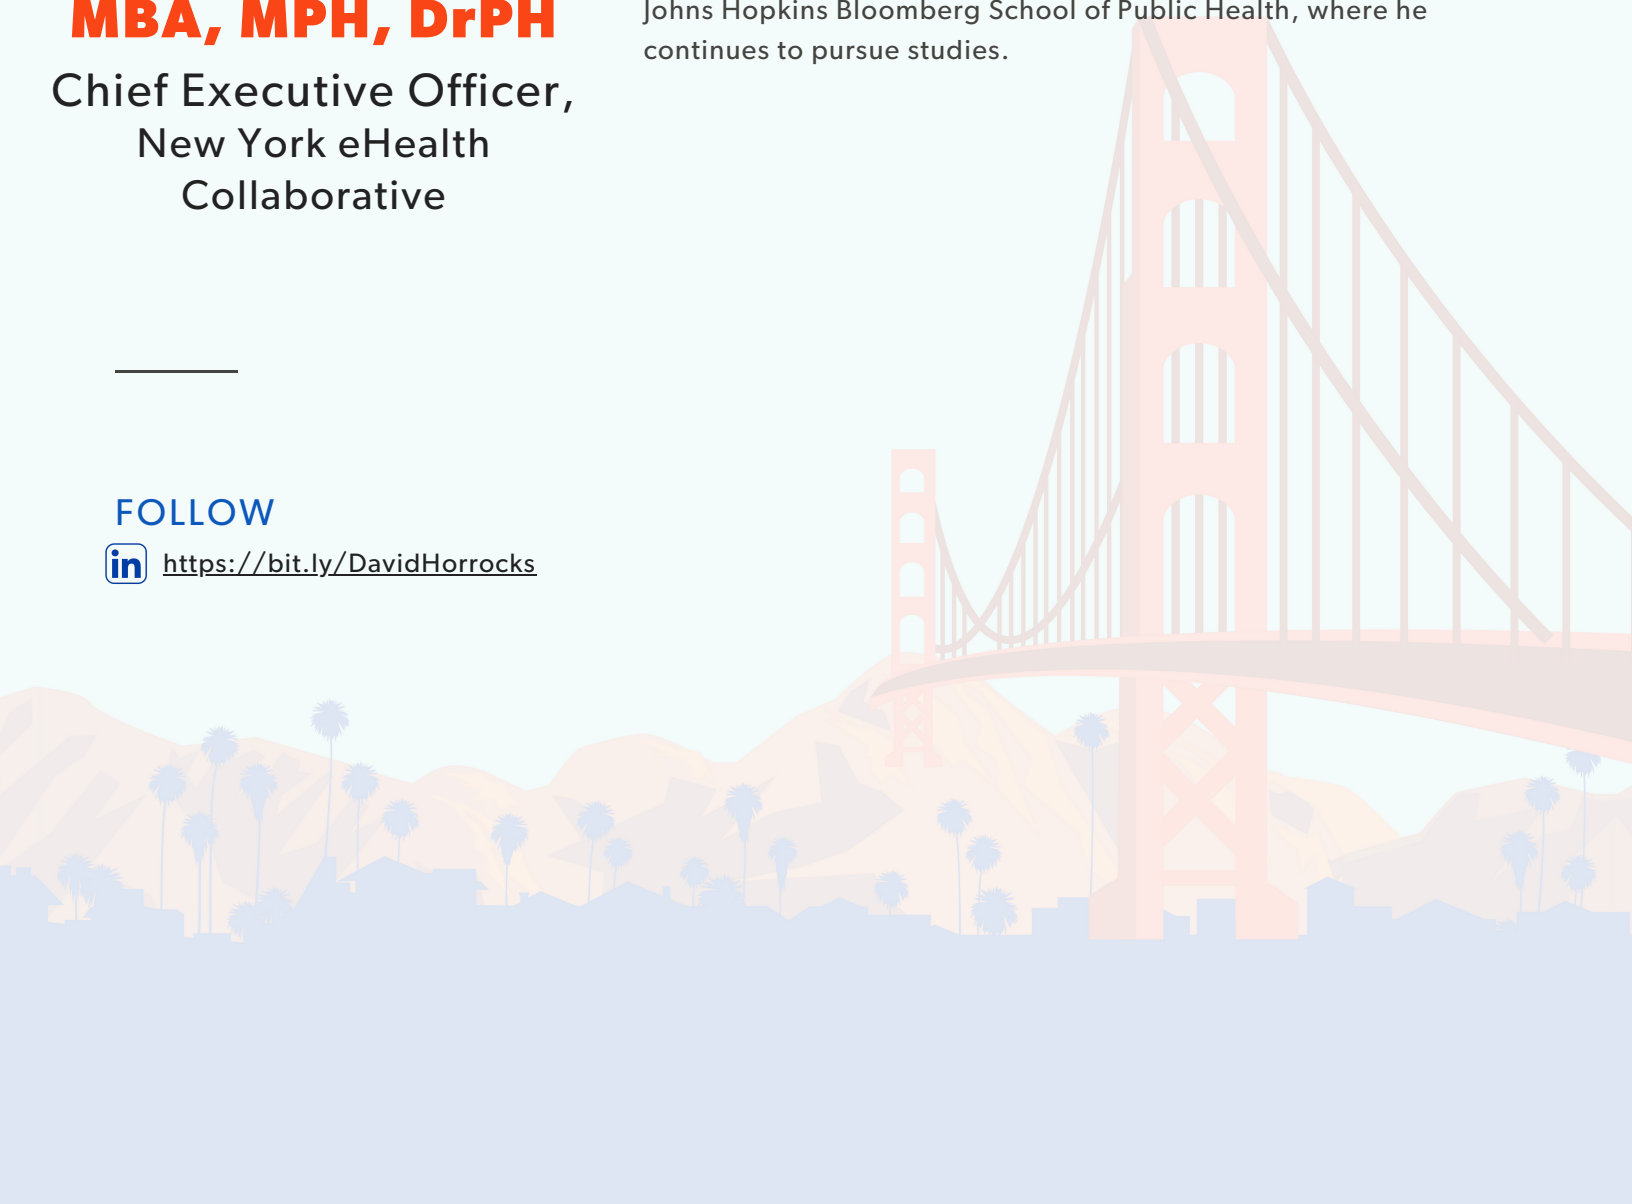 MBA, MPH, DrPH
Chief Executive Officer,
New York eHealth
Collaborative
FOLLOW
in https://bit.ly/DavidHorrocks
Johns Hopkins Bloomberg School of Public Health, where he
continues to pursue studies.